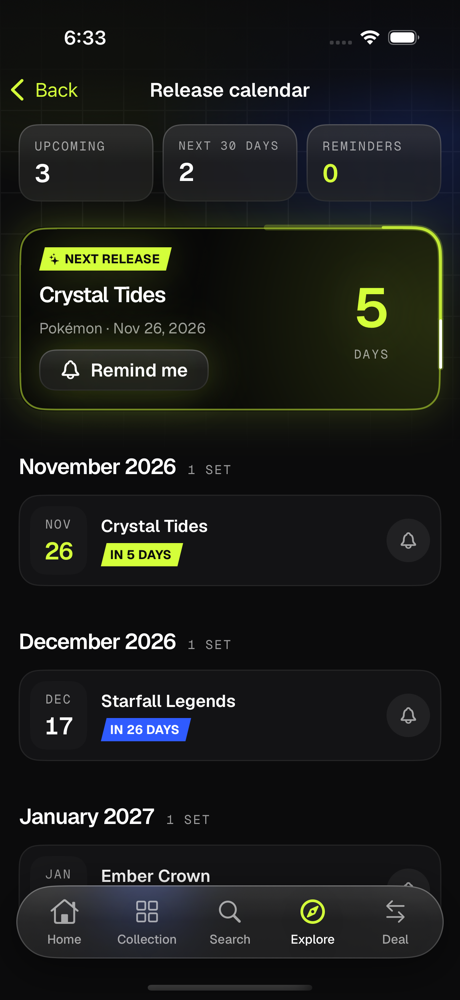 6:33
Back
Release calendar
UPCOMING
3
NEXT 30 DAYS
2
REMINDERS
0
NEXT RELEASE
Crystal Tides
Pokémon · Nov 26, 2026
Remind me
5
DAYS
November 2026 1 SET
NOV
26
Crystal Tides
IN 5 DAYS
December 2026 1 SET
DEC
17
Starfall Legends
IN 26 DAYS
January 2027 1 SET
JAN
Ember Crown
Home
Collection
Search
Explore
Deal